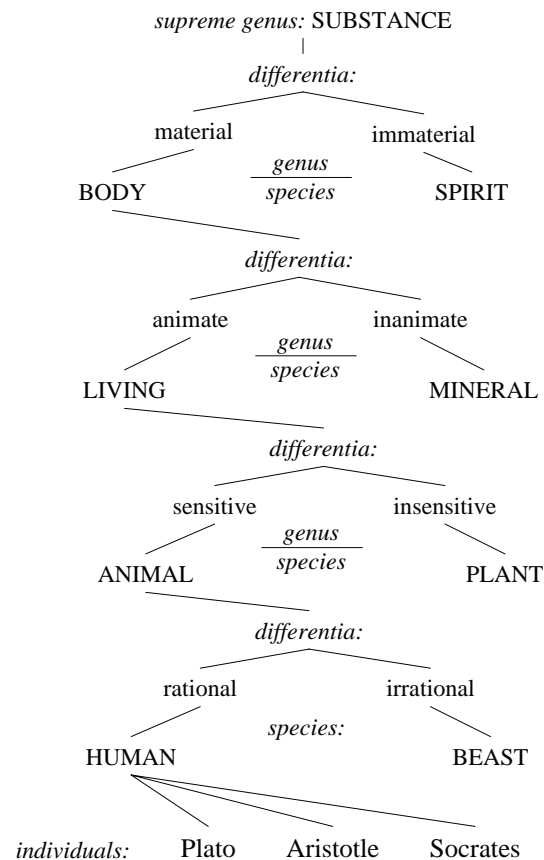 supreme genus: SUBSTANCE
differentia:
material immaterial
genus
BODY species SPIRIT
differentia:
animate inanimate
genus
LIVING species MINERAL
differentia:
sensitive insensitive
genus
ANIMAL species PLANT
differentia:
rational irrational
species:
HUMAN BEAST
individuals: Plato Aristotle Socrates